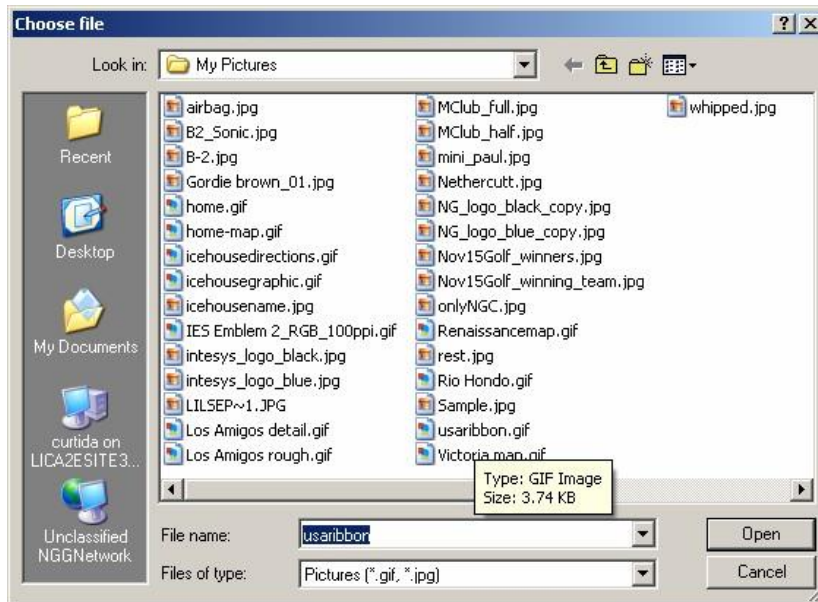 Choose file
Look in:
My Pictures
Recent
Desktop
My Documents
curtida on
LICA2ESITE3...
Unclassified
NGGNetwork
airbag.jpg
B2_Sonic.jpg
B-2.jpg
Gordie brown_01.jpg
home.gif
home-map.gif
icehousedirections.gif
icehousegraphic.gif
icehousename.jpg
IES Emblem 2_RGB_100ppi.gif
intesys_logo_black.jpg
intesys_logo_blue.jpg
LILSEP~1.JPG
Los Amigos detail.gif
Los Amigos rough.gif
MClub_full.jpg
MClub_half.jpg
mini_paul.jpg
Nethercutt.jpg
NG_logo_black_copy.jpg
NG_logo_blue_copy.jpg
Nov15Golf_winners.jpg
Nov15Golf_winning_team.jpg
onlyNGC.jpg
Renaissancemap.gif
rest.jpg
Rio Hondo.gif
Sample.jpg
usaribbon.gif
Victoria map.gif
whipped.jpg
Type: GIF Image
Size: 3.74 KB
File name:
usaribbon
Open
Files of type:
Pictures (*.gif, *.jpg)
Cancel